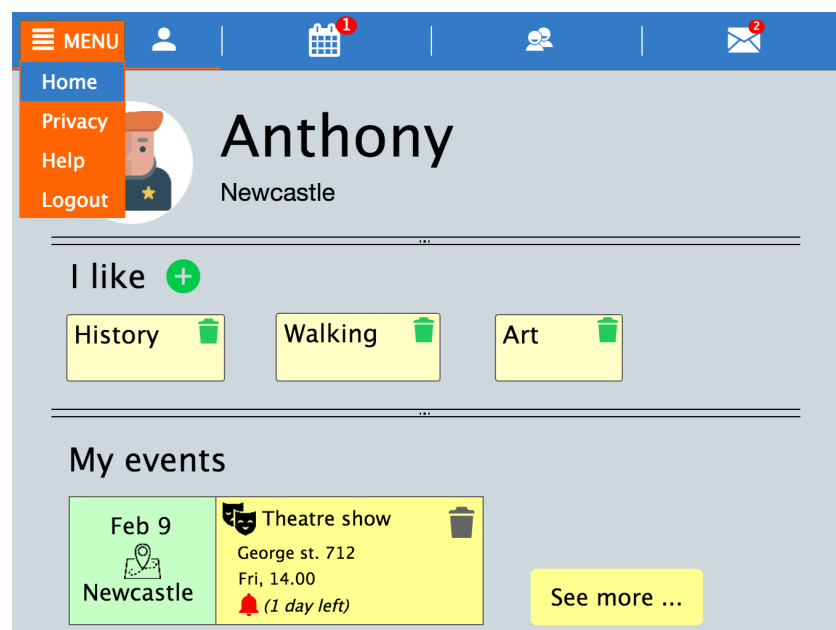 MENU
1
2
Home
Privacy
Help
Logout
Anthony
Newcastle
I like
History
Walking
Art
My events
Feb 9
Newcastle
Theatre show
George st. 712
Fri, 14.00
(1 day left)
See more ...